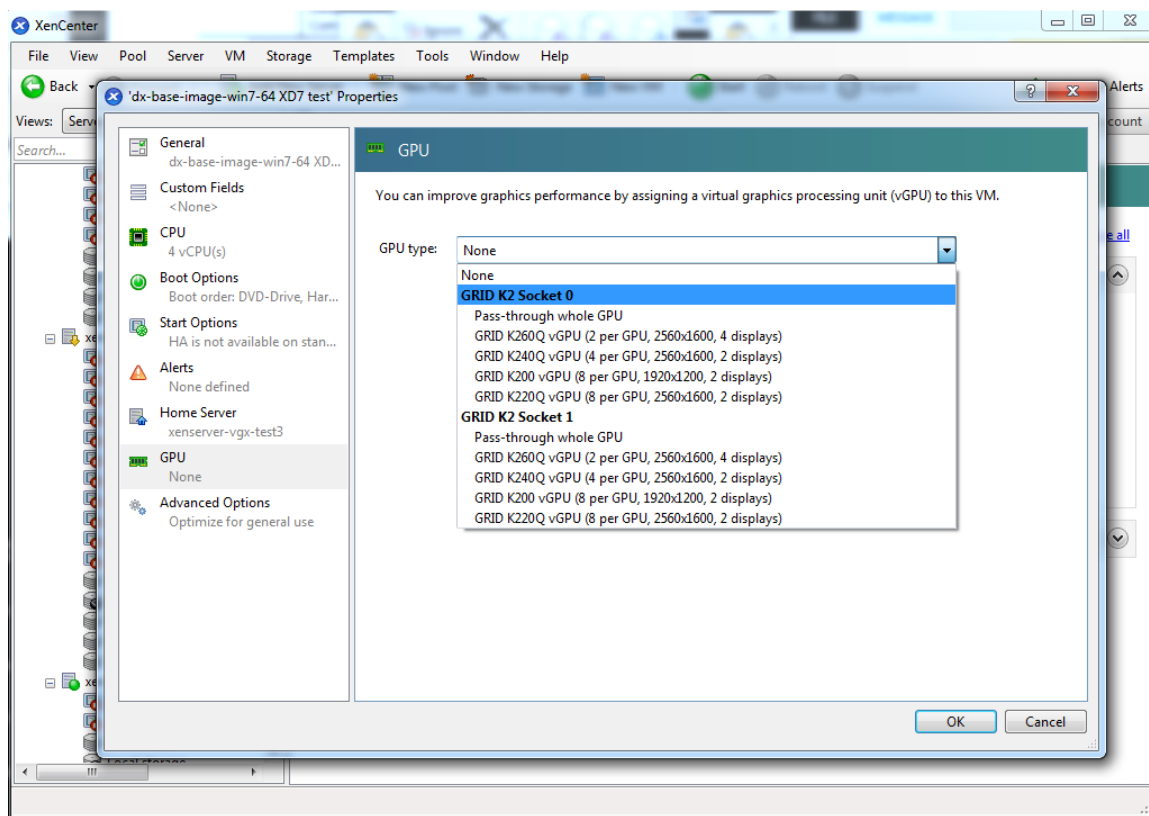 XenCenter
File View Pool Server VM Storage Templates Tools Window Help
Back
Alerts
'dx-base-image-win7-64 XD7 test' Properties
Views: Serv
count
Search...
General
dx-base-image-win7-64 XD...
Custom Fields
<None>
CPU
4 vCPU(s)
Boot Options
Boot order: DVD-Drive, Har...
Start Options
HA is not available on stan...
Alerts
None defined
Home Server
xenserver-vgx-test3
GPU
None
Advanced Options
Optimize for general use
GPU
You can improve graphics performance by assigning a virtual graphics processing unit (vGPU) to this VM.
GPU type: None
None
GRID K2 Socket 0
Pass-through whole GPU
GRID K260Q vGPU (2 per GPU, 2560x1600, 4 displays)
GRID K240Q vGPU (4 per GPU, 2560x1600, 2 displays)
GRID K200 vGPU (8 per GPU, 1920x1200, 2 displays)
GRID K220Q vGPU (8 per GPU, 2560x1600, 2 displays)
GRID K2 Socket 1
Pass-through whole GPU
GRID K260Q vGPU (2 per GPU, 2560x1600, 4 displays)
GRID K240Q vGPU (4 per GPU, 2560x1600, 2 displays)
GRID K200 vGPU (8 per GPU, 1920x1200, 2 displays)
GRID K220Q vGPU (8 per GPU, 2560x1600, 2 displays)
e all
xe
xe
OK Cancel
Local storage